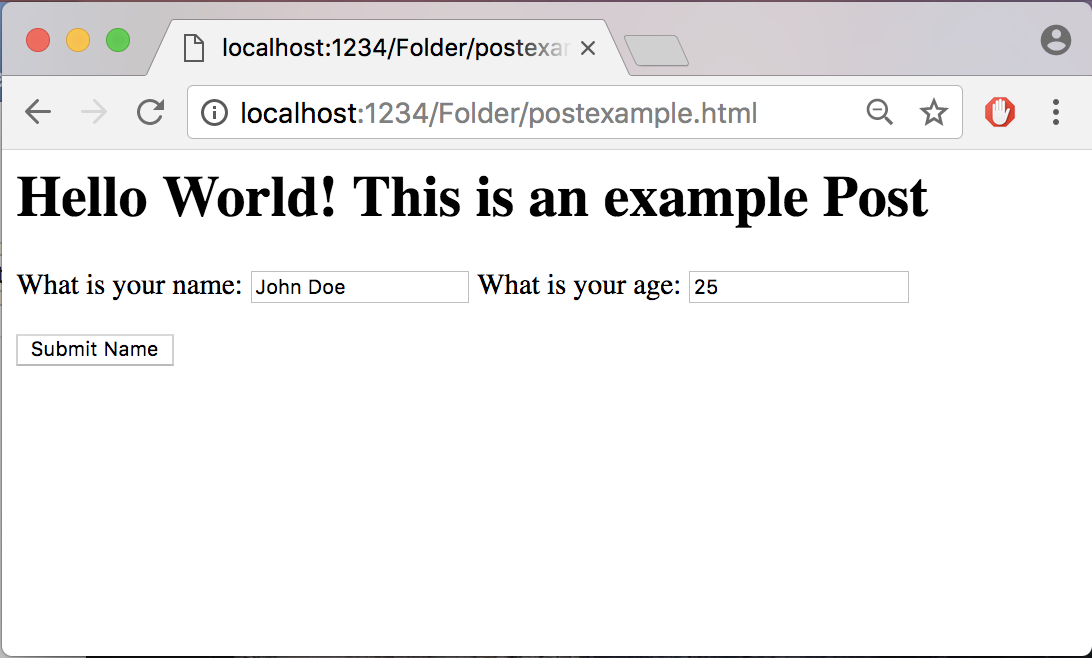 localhost:1234/Folder/postexar
localhost:1234/Folder/postexample.html
Hello World! This is an example Post
What is your name: John Doe What is your age: 25
Submit Name